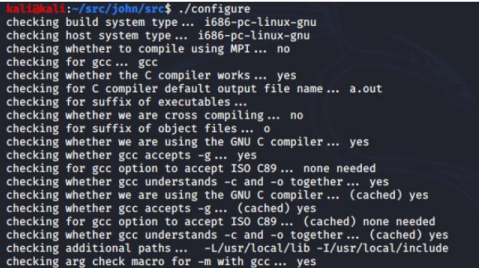 kali@kali:~/src/john/src$ ./configure
checking build system type... i686-pc-linux-gnu
checking host system type... i686-pc-linux-gnu
checking whether to compile using MPI... no
checking for gcc... gcc
checking whether the C compiler works... yes
checking for C compiler default output file name... a.out
checking for suffix of executables...
checking whether we are cross compiling... no
checking for suffix of object files... o
checking whether we are using the GNU C compiler... yes
checking whether gcc accepts -g... yes
checking for gcc option to accept ISO C89... none needed
checking whether gcc understands -c and -o together... yes
checking whether we are using the GNU C compiler... (cached) yes
checking whether gcc accepts -g... (cached) yes
checking for gcc option to accept ISO C89... (cached) none needed
checking whether gcc understands -c and -o together... (cached) yes
checking additional paths... -L/usr/local/lib -I/usr/local/include
checking arg check macro for -m with gcc... yes